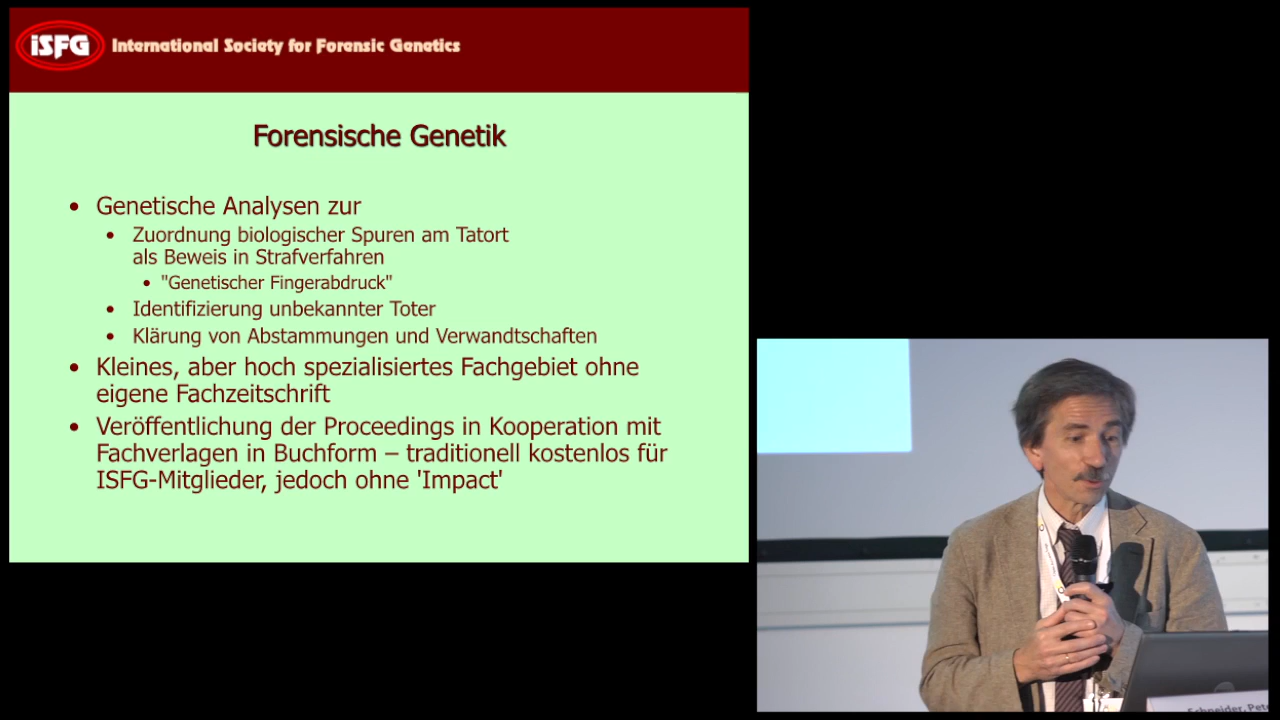 iSFG International Society for Forensic Genetics
Forensische Genetik
• Genetische Analysen zur
• Zuordnung biologischer Spuren am Tatort
als Beweis in Strafverfahren
• "Genetischer Fingerabdruck"
• Identifizierung unbekannter Toter
• Klärung von Abstammungen und Verwandtschaften
• Kleines, aber hoch spezialisiertes Fachgebiet ohne
eigene Fachzeitschrift
• Veröffentlichung der Proceedings in Kooperation mit
Fachverlagen in Buchform – traditionell kostenlos für
ISFG-Mitglieder, jedoch ohne 'Impact'
Schneider, Pete